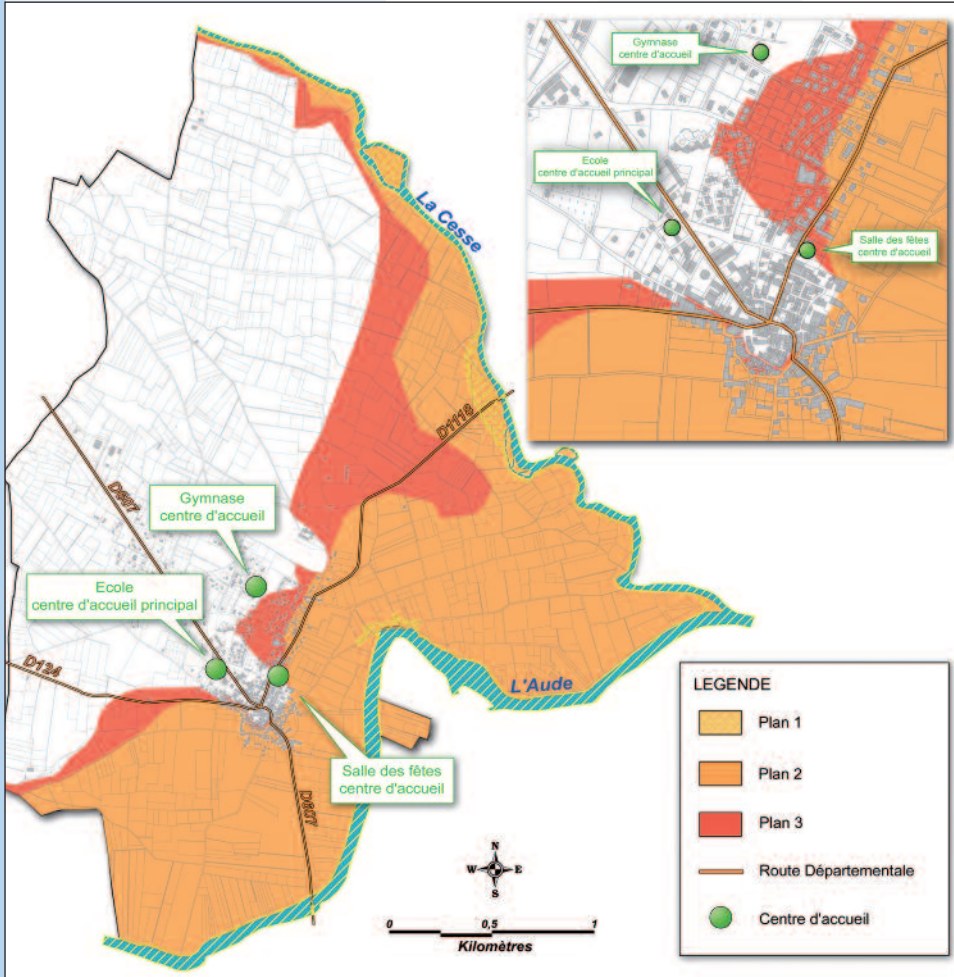 Gymnase
centre d'accueil
Ecole
centre d'accueil principal
Salle des fêtes
centre d'accueil
La Cesse
D1118
D607
Gymnase
centre d'accueil
Ecole
centre d'accueil principal
D124
L'Aude
Salle des fêtes
centre d'accueil
D607
N
W E
S
0 0,5 1
Kilomètres
LEGENDE
Plan 1
Plan 2
Plan 3
Route Départementale
Centre d'accueil